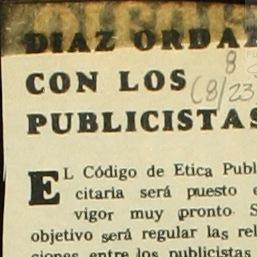 DIAZ ORDAZ
CON LOS
8
(8/23
PUBLICISTAS
EL Código de Etica Publi
citaria será puesto e
vigor muy pronto. S
objetivo será regular las rel
ciones entre los publicistas